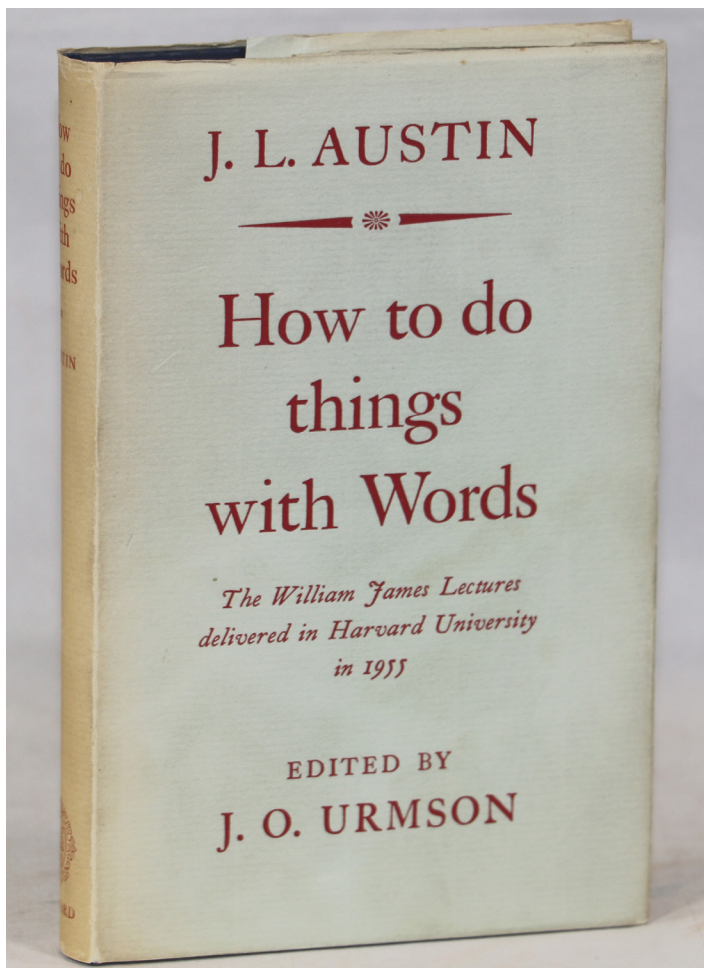 J. L. AUSTIN
How to do
things
with Words
The William James Lectures
delivered in Harvard University
in 1955
EDITED BY
J. O. URMSON